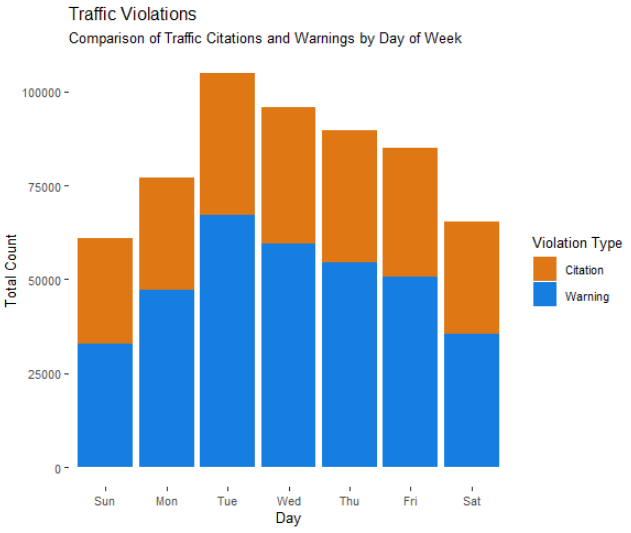 Traffic Violations
Comparison of Traffic Citations and Warnings by Day of Week
100000
75000
50000
25000
0
Total Count
Sun Mon Tue Wed Thu Fri Sat
Day
Violation Type
Citation
Warning